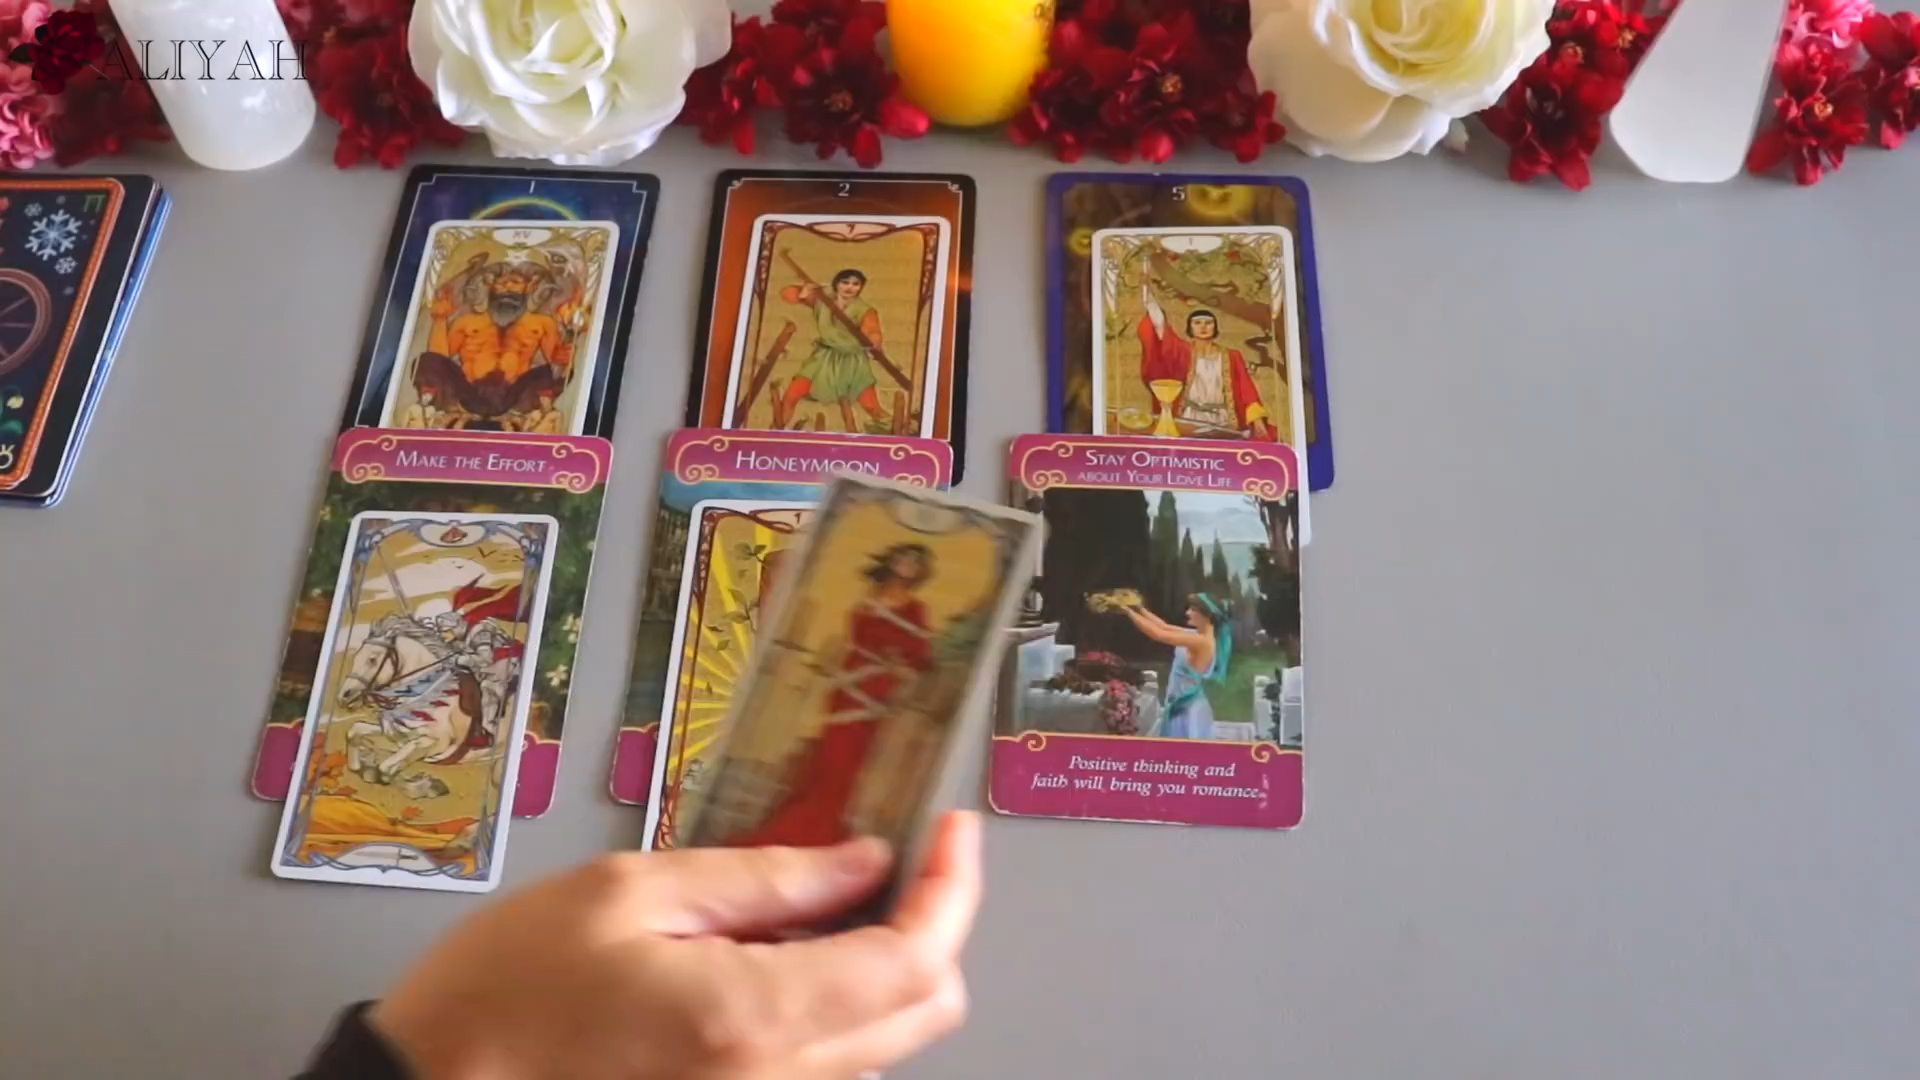 ALIYAH
1
2
5
XV
I
MAKE THE EFFORT
HONEYMOON
STAY OPTIMISTIC
ABOUT YOUR LOVE LIFE
Positive thinking and
faith will bring you romance.